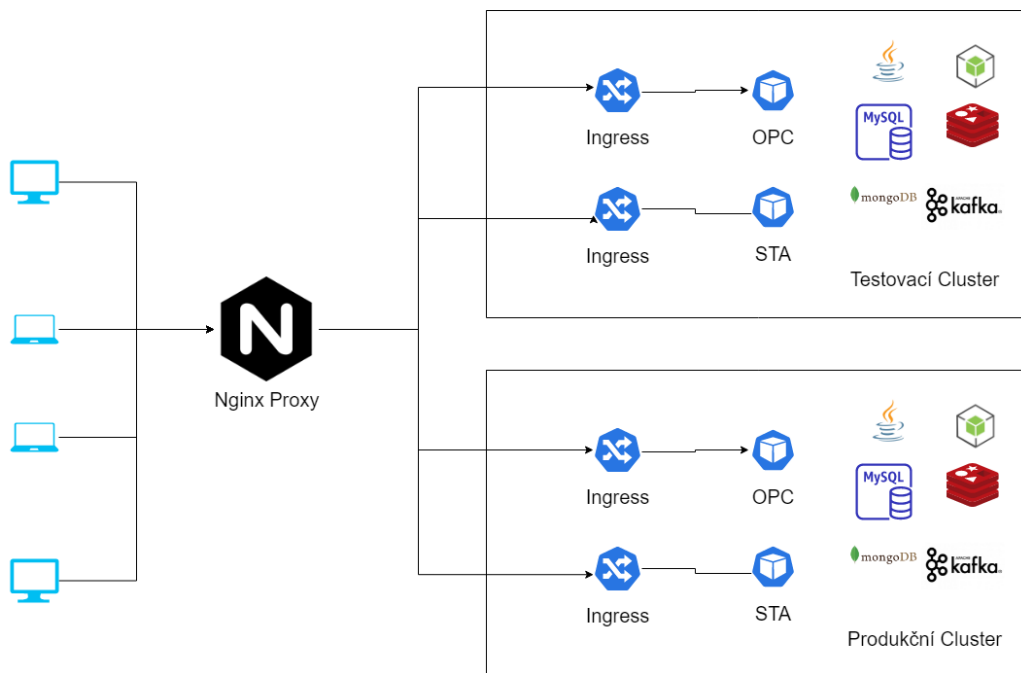 Ingress
OPC
MySQL
Ingress
STA
mongoDB
kafka
Testovací Cluster
N
Nginx Proxy
Ingress
OPC
MySQL
Ingress
STA
mongoDB
kafka
Produkční Cluster